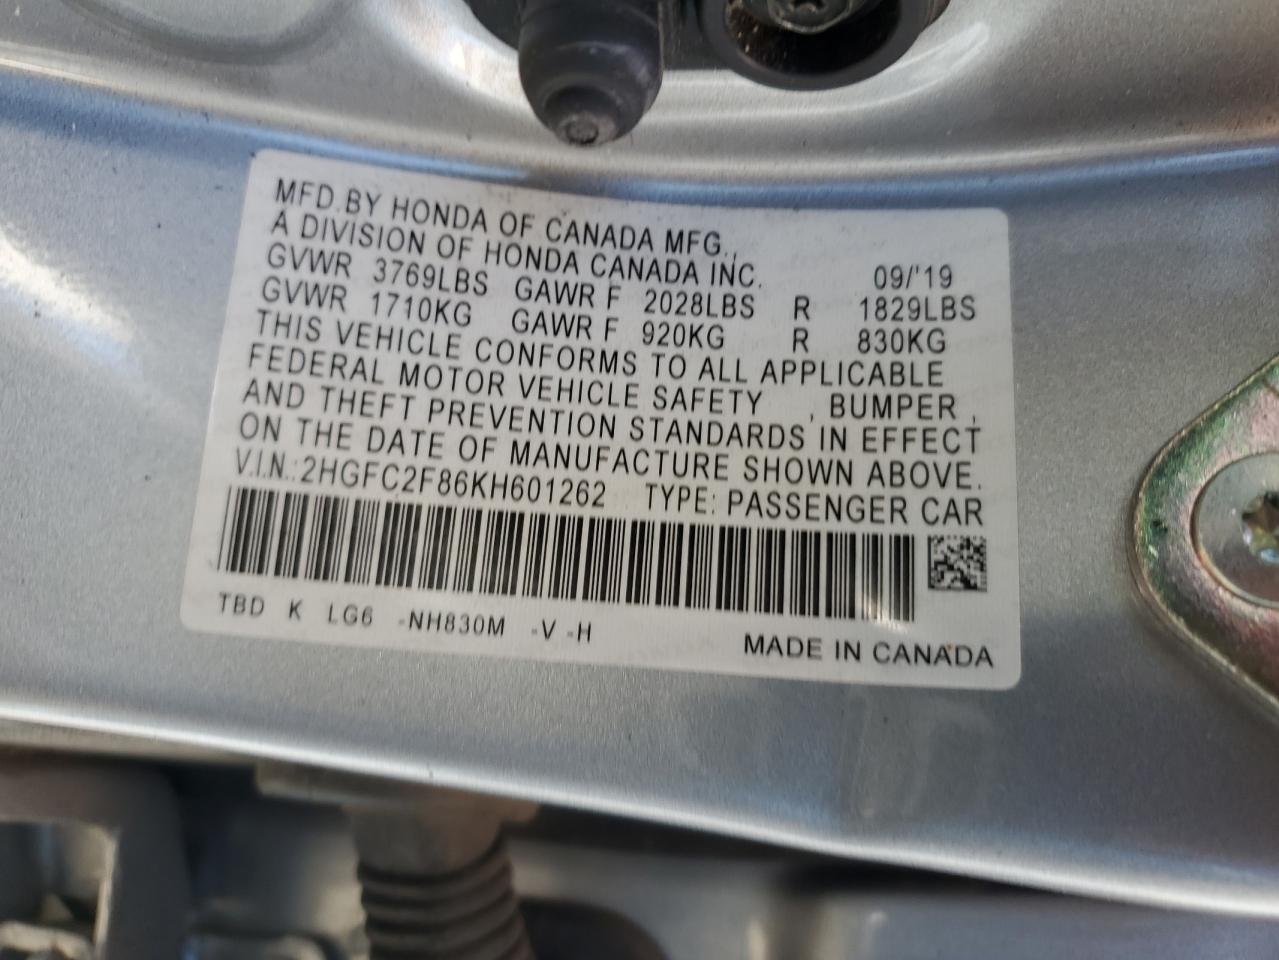 MFD. BY HONDA OF CANADA MFG.,
A DIVISION OF HONDA CANADA INC. 09/'19
GVWR 3769LBS GAWR F 2028LBS R 1829LBS
GVWR 1710KG GAWR F 920KG R 830KG
THIS VEHICLE CONFORMS TO ALL APPLICABLE
FEDERAL MOTOR VEHICLE SAFETY , BUMPER ,
AND THEFT PREVENTION STANDARDS IN EFFECT
ON THE DATE OF MANUFACTURE SHOWN ABOVE.
V.I.N.:2HGFC2F86KH601262 TYPE: PASSENGER CAR
TBD K LG6 -NH830M -V -H
MADE IN CANADA